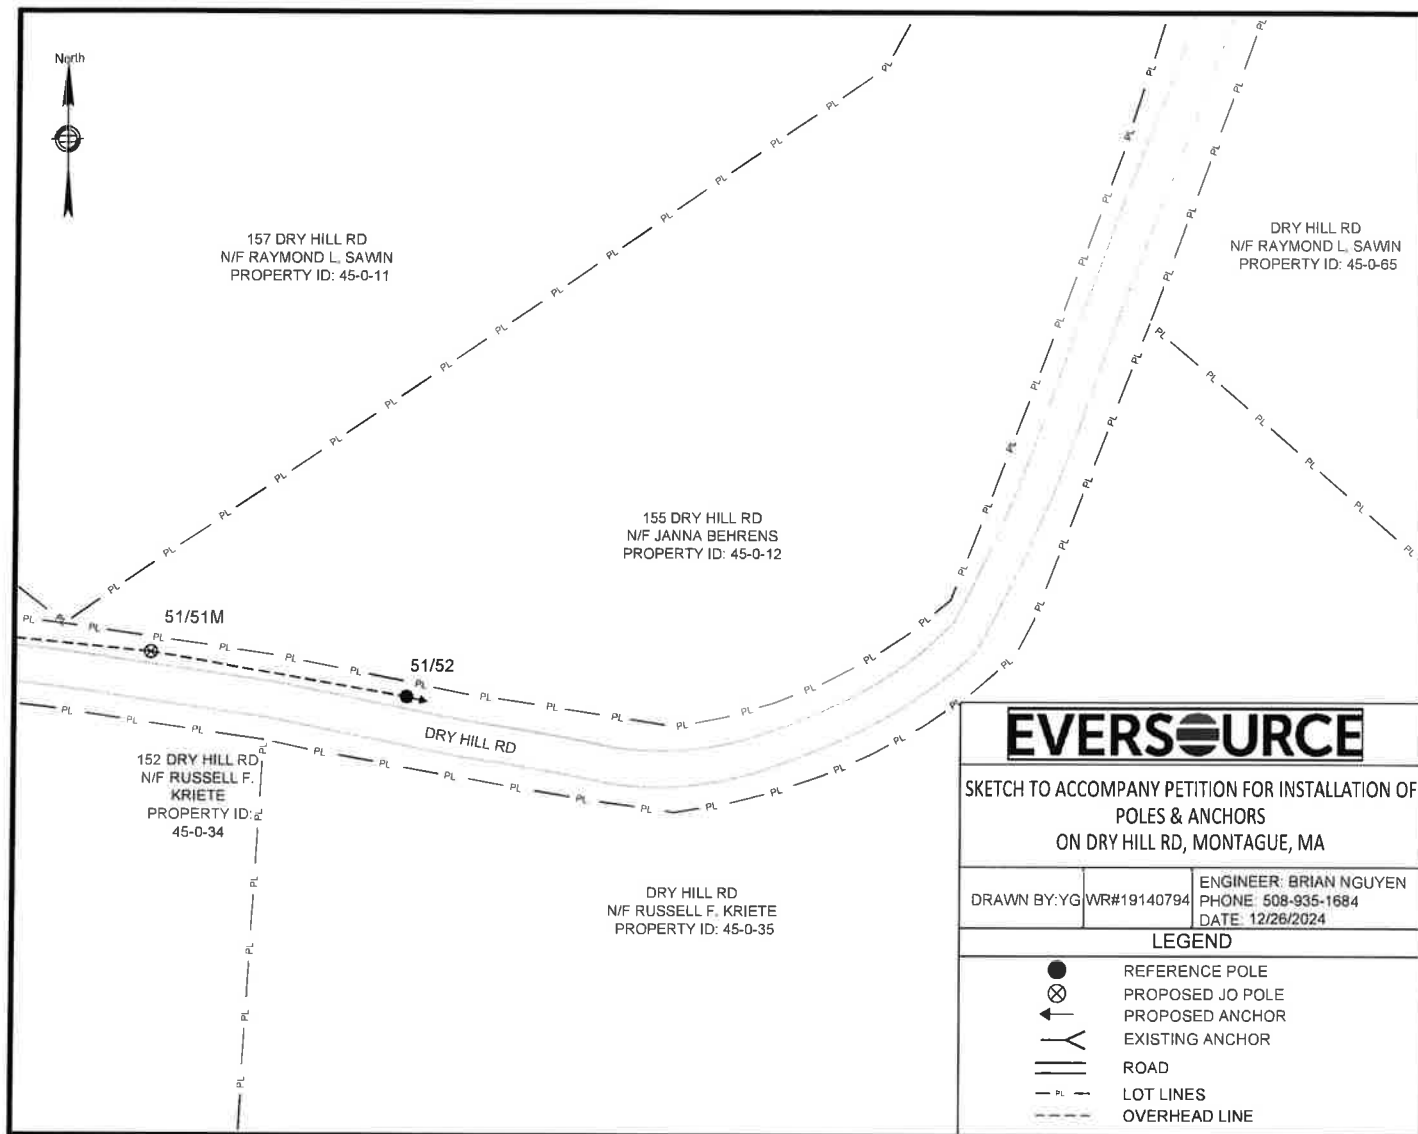 North
157 DRY HILL RD
N/F RAYMOND L. SAWIN
PROPERTY ID: 45-0-11
DRY HILL RD
N/F RAYMOND L. SAWIN
PROPERTY ID: 45-0-65
155 DRY HILL RD
N/F JANNA BEHRENS
PROPERTY ID: 45-0-12
51/51M
51/52
DRY HILL RD
152 DRY HILL RD
N/F RUSSELL F.
KRIETE
PROPERTY ID:
45-0-34
DRY HILL RD
N/F RUSSELL F. KRIETE
PROPERTY ID: 45-0-35
EVERSOURCE
SKETCH TO ACCOMPANY PETITION FOR INSTALLATION OF
POLES & ANCHORS
ON DRY HILL RD, MONTAGUE, MA
DRAWN BY:YG
WR#19140794
ENGINEER: BRIAN NGUYEN
PHONE: 508-935-1684
DATE: 12/26/2024
LEGEND
REFERENCE POLE
PROPOSED JO POLE
PROPOSED ANCHOR
EXISTING ANCHOR
ROAD
PL LOT LINES
OVERHEAD LINE